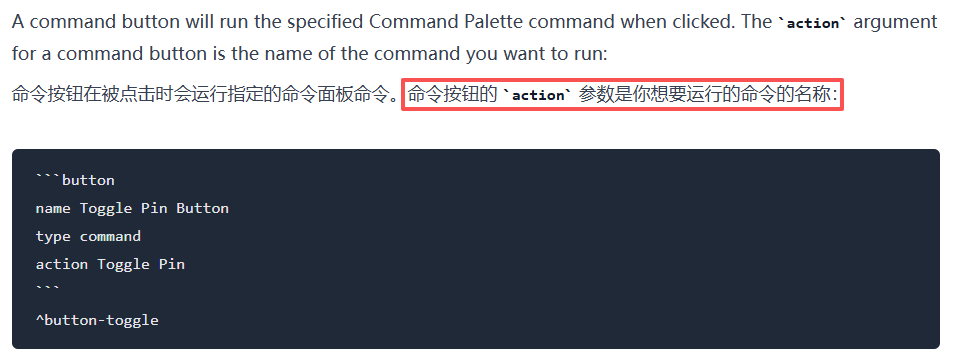 A command button will run the specified Command Palette command when clicked. The `action` argument
for a command button is the name of the command you want to run:
命令按钮在被点击时会运行指定的命令面板命令。命令按钮的 `action` 参数是你想要运行的命令的名称：
```button
name Toggle Pin Button
type command
action Toggle Pin
```
^button-toggle